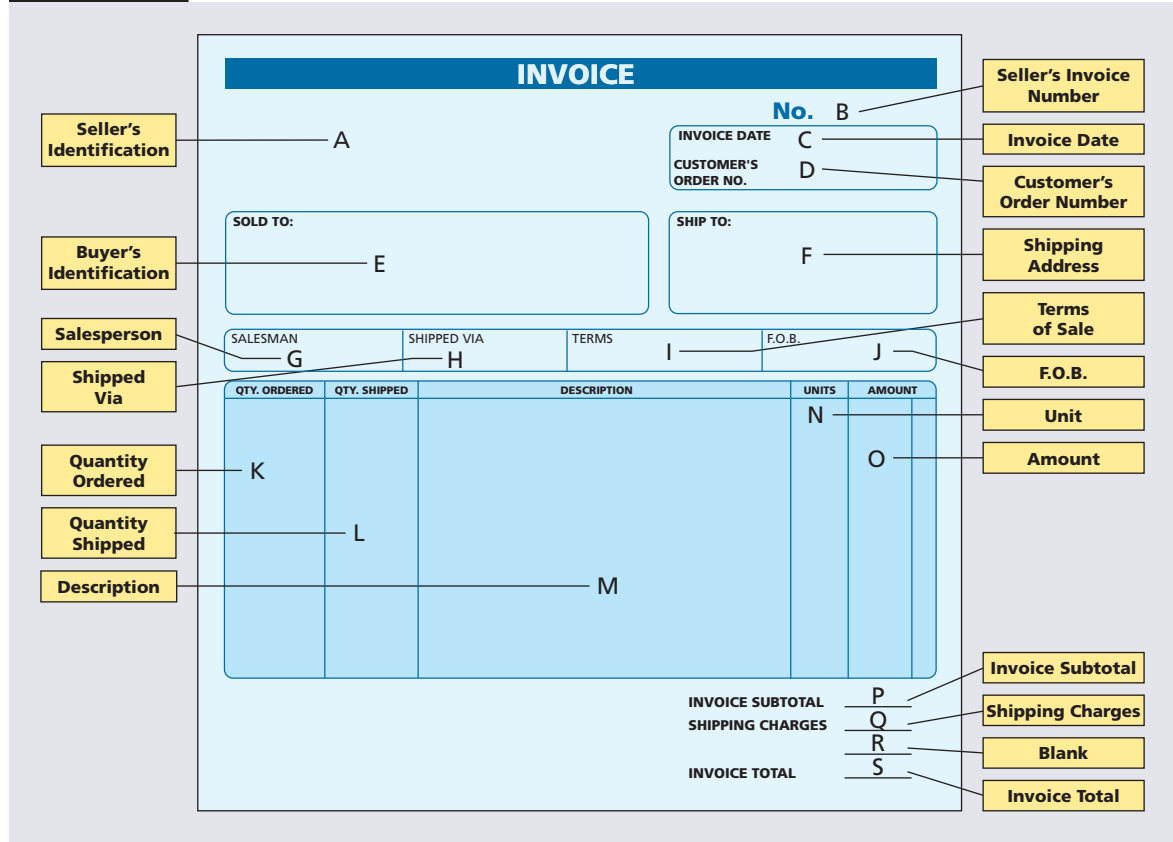 INVOICE
No. B
Seller's Invoice
Number
Seller's
Identification
A
INVOICE DATE C
Invoice Date
CUSTOMER'S
ORDER NO. D
Customer's
Order Number
SOLD TO:
SHIP TO:
Buyer's
Identification
E
F
Shipping
Address
Terms
of Sale
Salesperson
SALESMAN
G
SHIPPED VIA
H
TERMS
I
F.O.B.
J
Shipped
Via
F.O.B.
QTY. ORDERED
QTY. SHIPPED
DESCRIPTION
UNITS
AMOUNT
N
Unit
Quantity
Ordered
K
O
Amount
Quantity
Shipped
L
Description
M
Invoice Subtotal
INVOICE SUBTOTAL P
SHIPPING CHARGES Q
Shipping Charges
R
Blank
INVOICE TOTAL S
Invoice Total